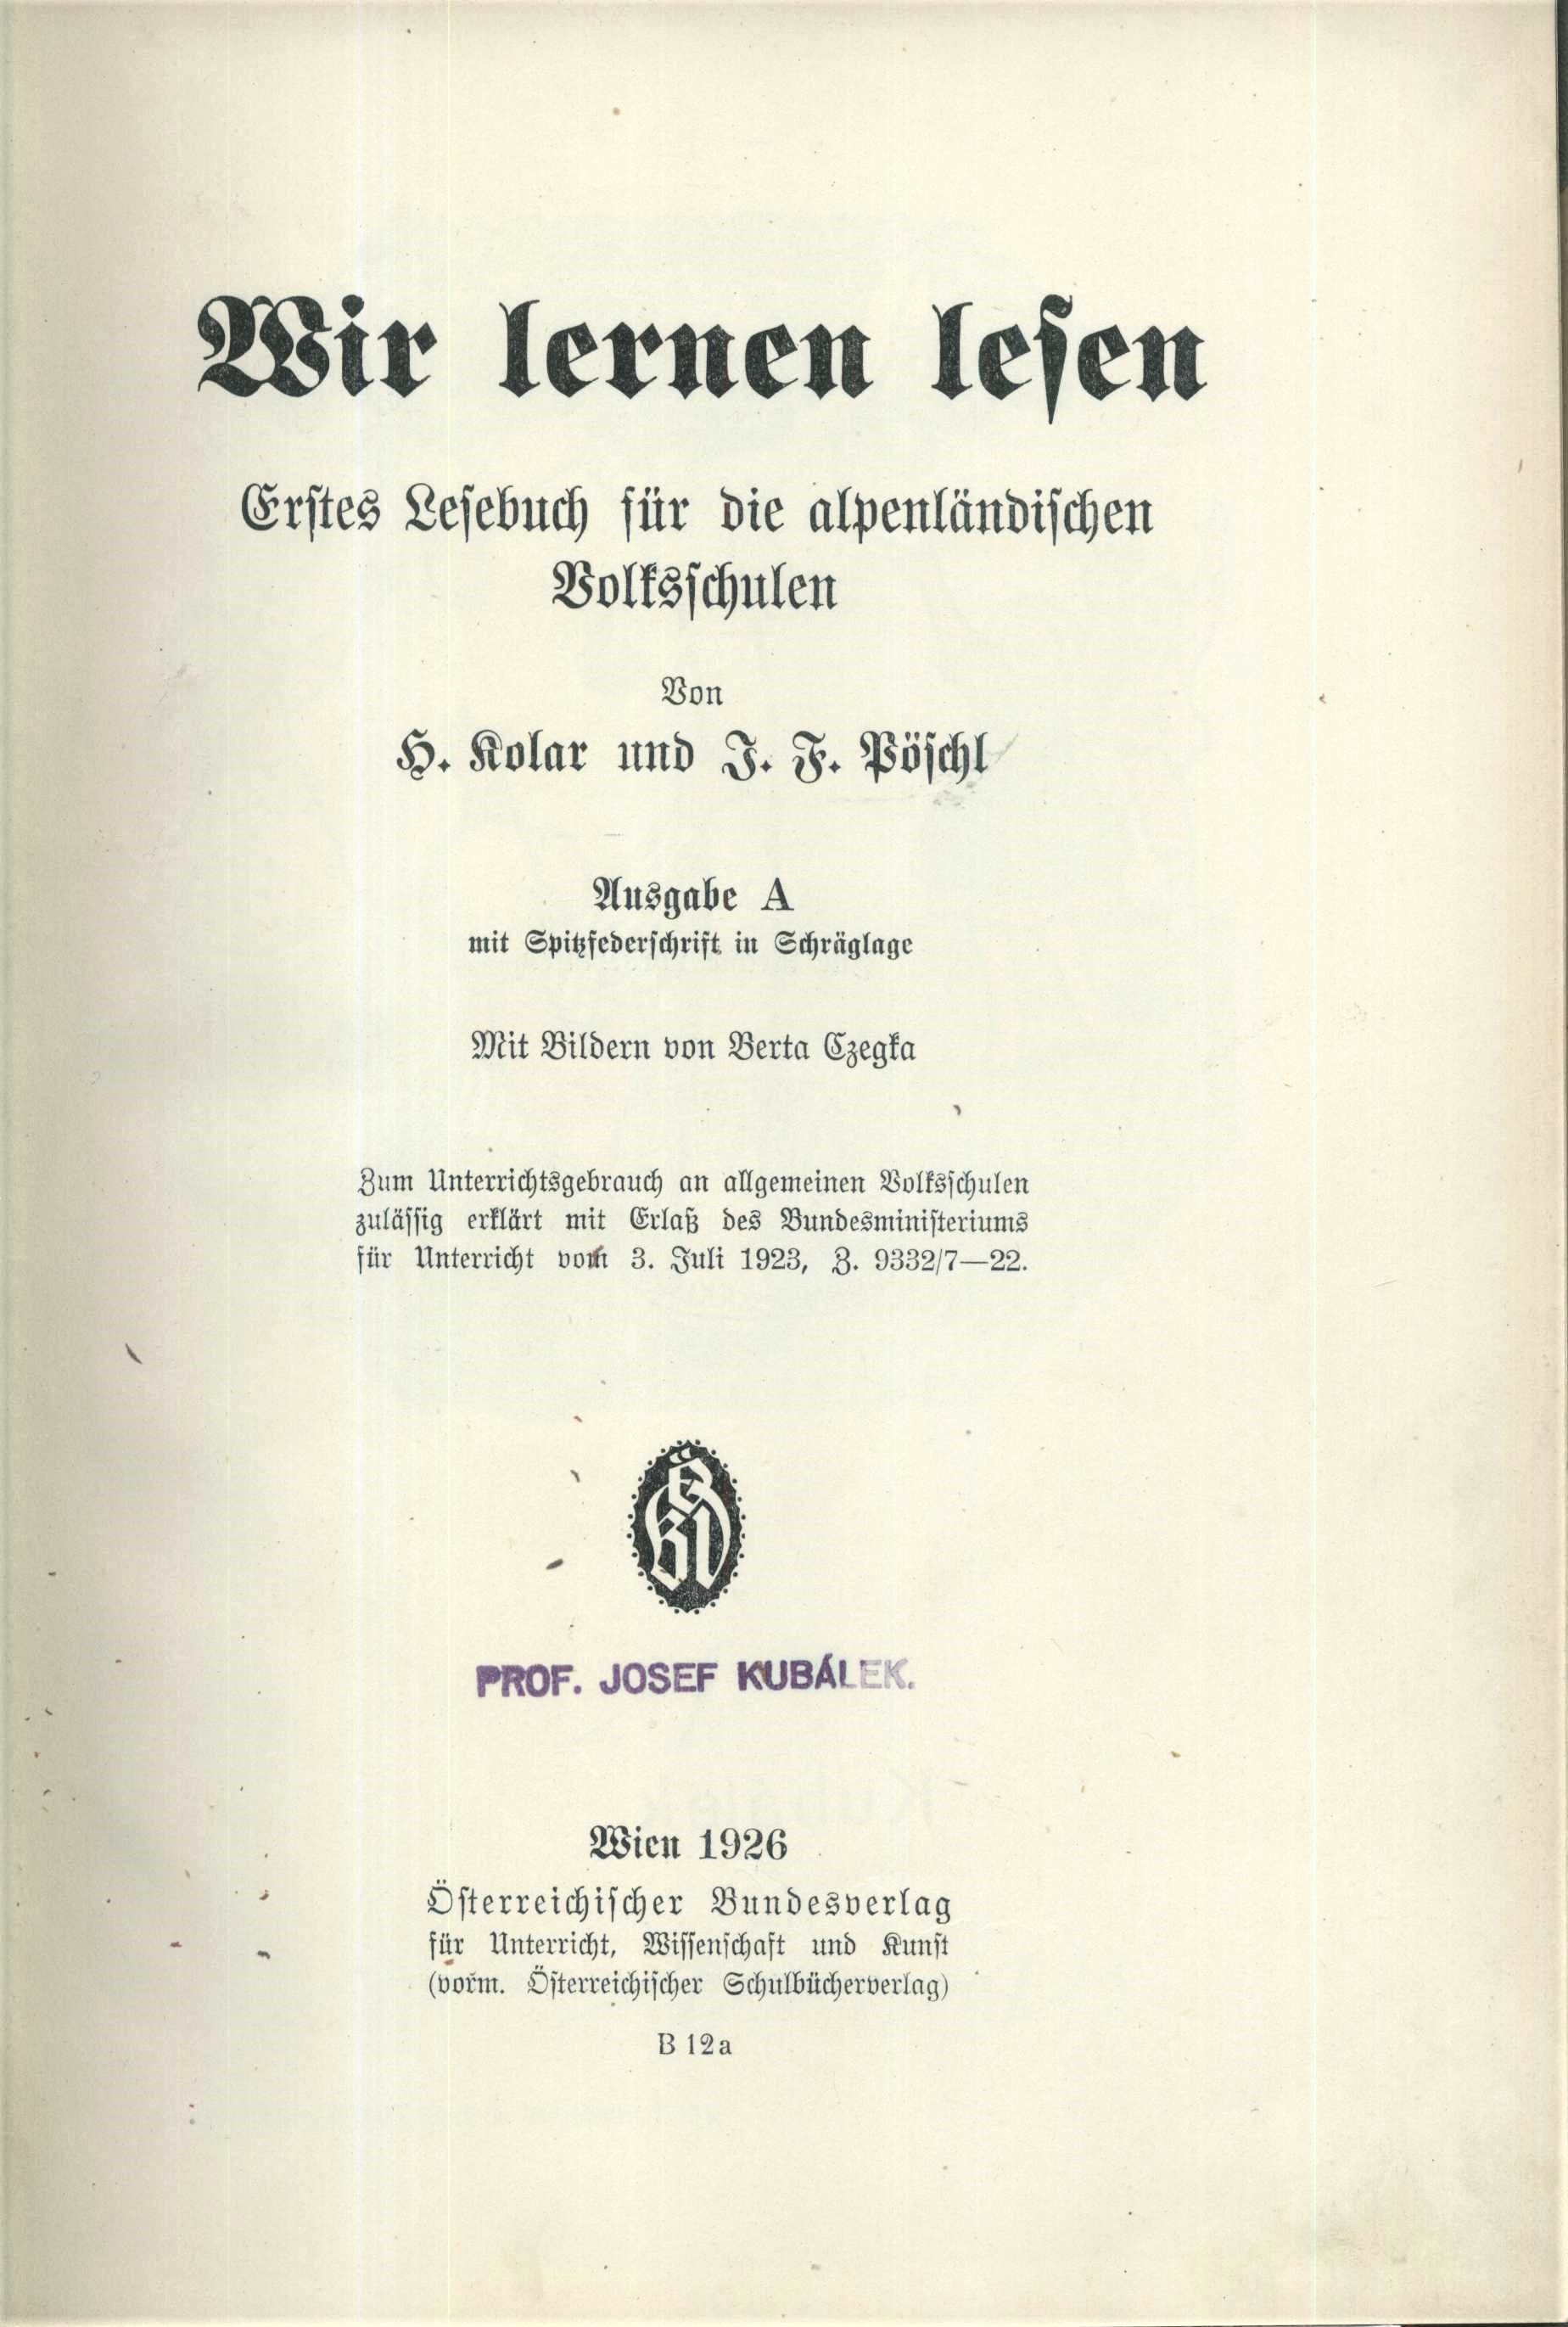 Wir lernen lesen
Erstes Lesebuch für die alpenländischen
Volksschulen
Von
H. Kolar und J. F. Pöschl
Ausgabe A
mit Spitzfederschrift in Schräglage
Mit Bildern von Berta Czegka
Zum Unterrichtsgebrauch an allgemeinen Volksschulen
zulässig erklärt mit Erlaß des Bundesministeriums
für Unterricht vom 3. Juli 1923, Z. 9332/7—22.
PROF. JOSEF KUBÁLEK.
Wien 1926
Österreichischer Bundesverlag
für Unterricht, Wissenschaft und Kunst
(vorm. Österreichischer Schulbücherverlag)
B 12a